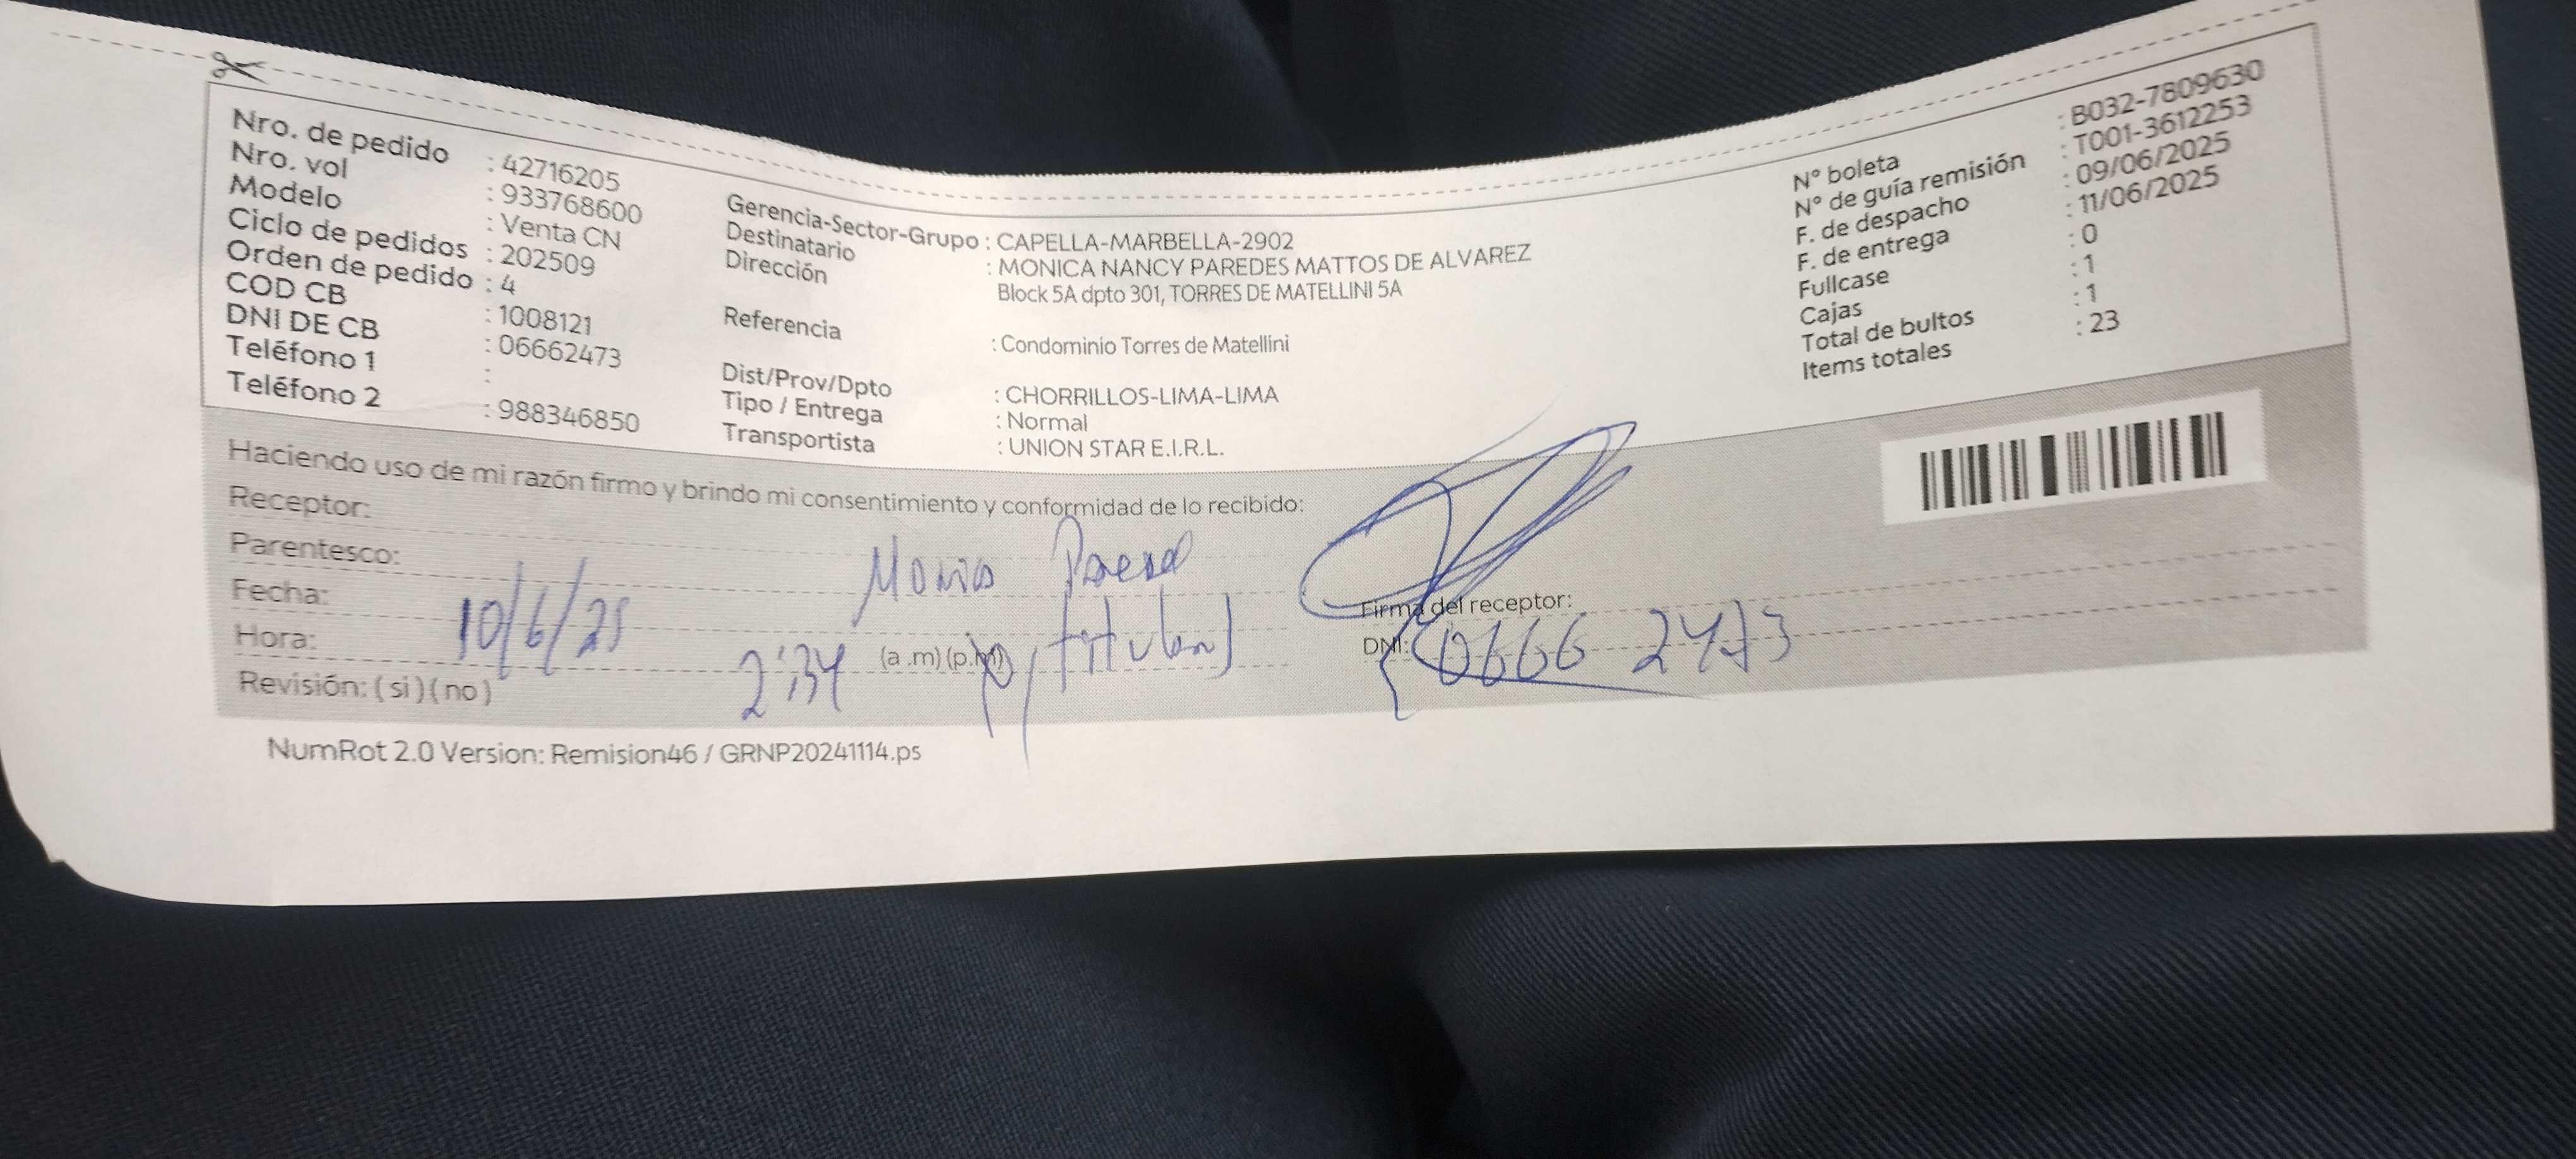 Nro. de pedido : 42716205
Nro. vol : 933768600
Modelo : Venta CN
Ciclo de pedidos : 202509
Orden de pedido : 4
COD CB : 1008121
DNI DE CB : 06662473
Teléfono 1 :
Teléfono 2 : 988346850
Gerencia-Sector-Grupo : CAPELLA-MARBELLA-2902
Destinatario : MONICA NANCY PAREDES MATTOS DE ALVAREZ
Dirección Block 5A dpto 301, TORRES DE MATELLINI 5A
Referencia : Condominio Torres de Matellini
Dist/Prov/Dpto : CHORRILLOS-LIMA-LIMA
Tipo / Entrega : Normal
Transportista : UNION STAR E.I.R.L.
N° boleta : B032-7809630
N° de guía remisión : T001-3612253
F. de despacho : 09/06/2025
F. de entrega : 11/06/2025
Fullcase : 0
Cajas : 1
Total de bultos : 1
Items totales : 23
Haciendo uso de mi razón firmo y brindo mi consentimiento y conformidad de lo recibido:
Receptor:
Parentesco: Monica
Fecha: 10/6/25
Hora: 2:34 (a .m) (p.m) (titular)
Revisión: ( si ) ( no )
Firma del receptor:
DNI: 0666 2473
NumRot 2.0 Version: Remision46 / GRNP20241114.ps